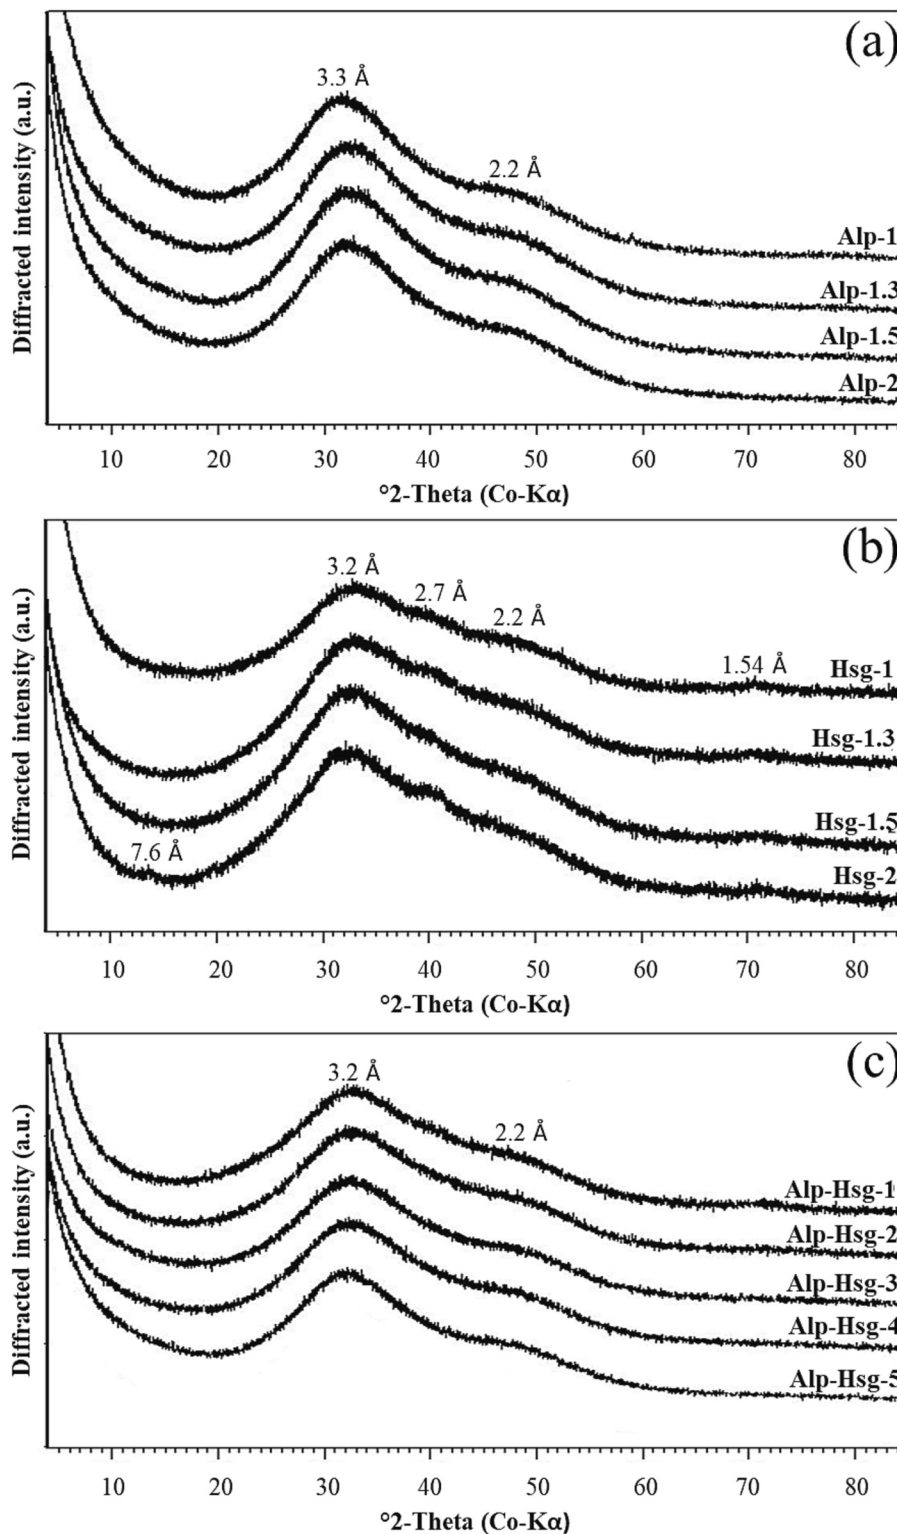 (a)
3.3 Å
2.2 Å
Diffracted intensity (a.u.)
Alp-1
Alp-1.3
Alp-1.5
Alp-2
10 20 30 40 50 60 70 80
°2-Theta (Co-Kα)
(b)
3.2 Å
2.7 Å
2.2 Å
1.54 Å
7.6 Å
Diffracted intensity (a.u.)
Hsg-1
Hsg-1.3
Hsg-1.5
Hsg-2
10 20 30 40 50 60 70 80
°2-Theta (Co-Kα)
(c)
3.2 Å
2.2 Å
Diffracted intensity (a.u.)
Alp-Hsg-1
Alp-Hsg-2
Alp-Hsg-3
Alp-Hsg-4
Alp-Hsg-5
10 20 30 40 50 60 70 80
°2-Theta (Co-Kα)